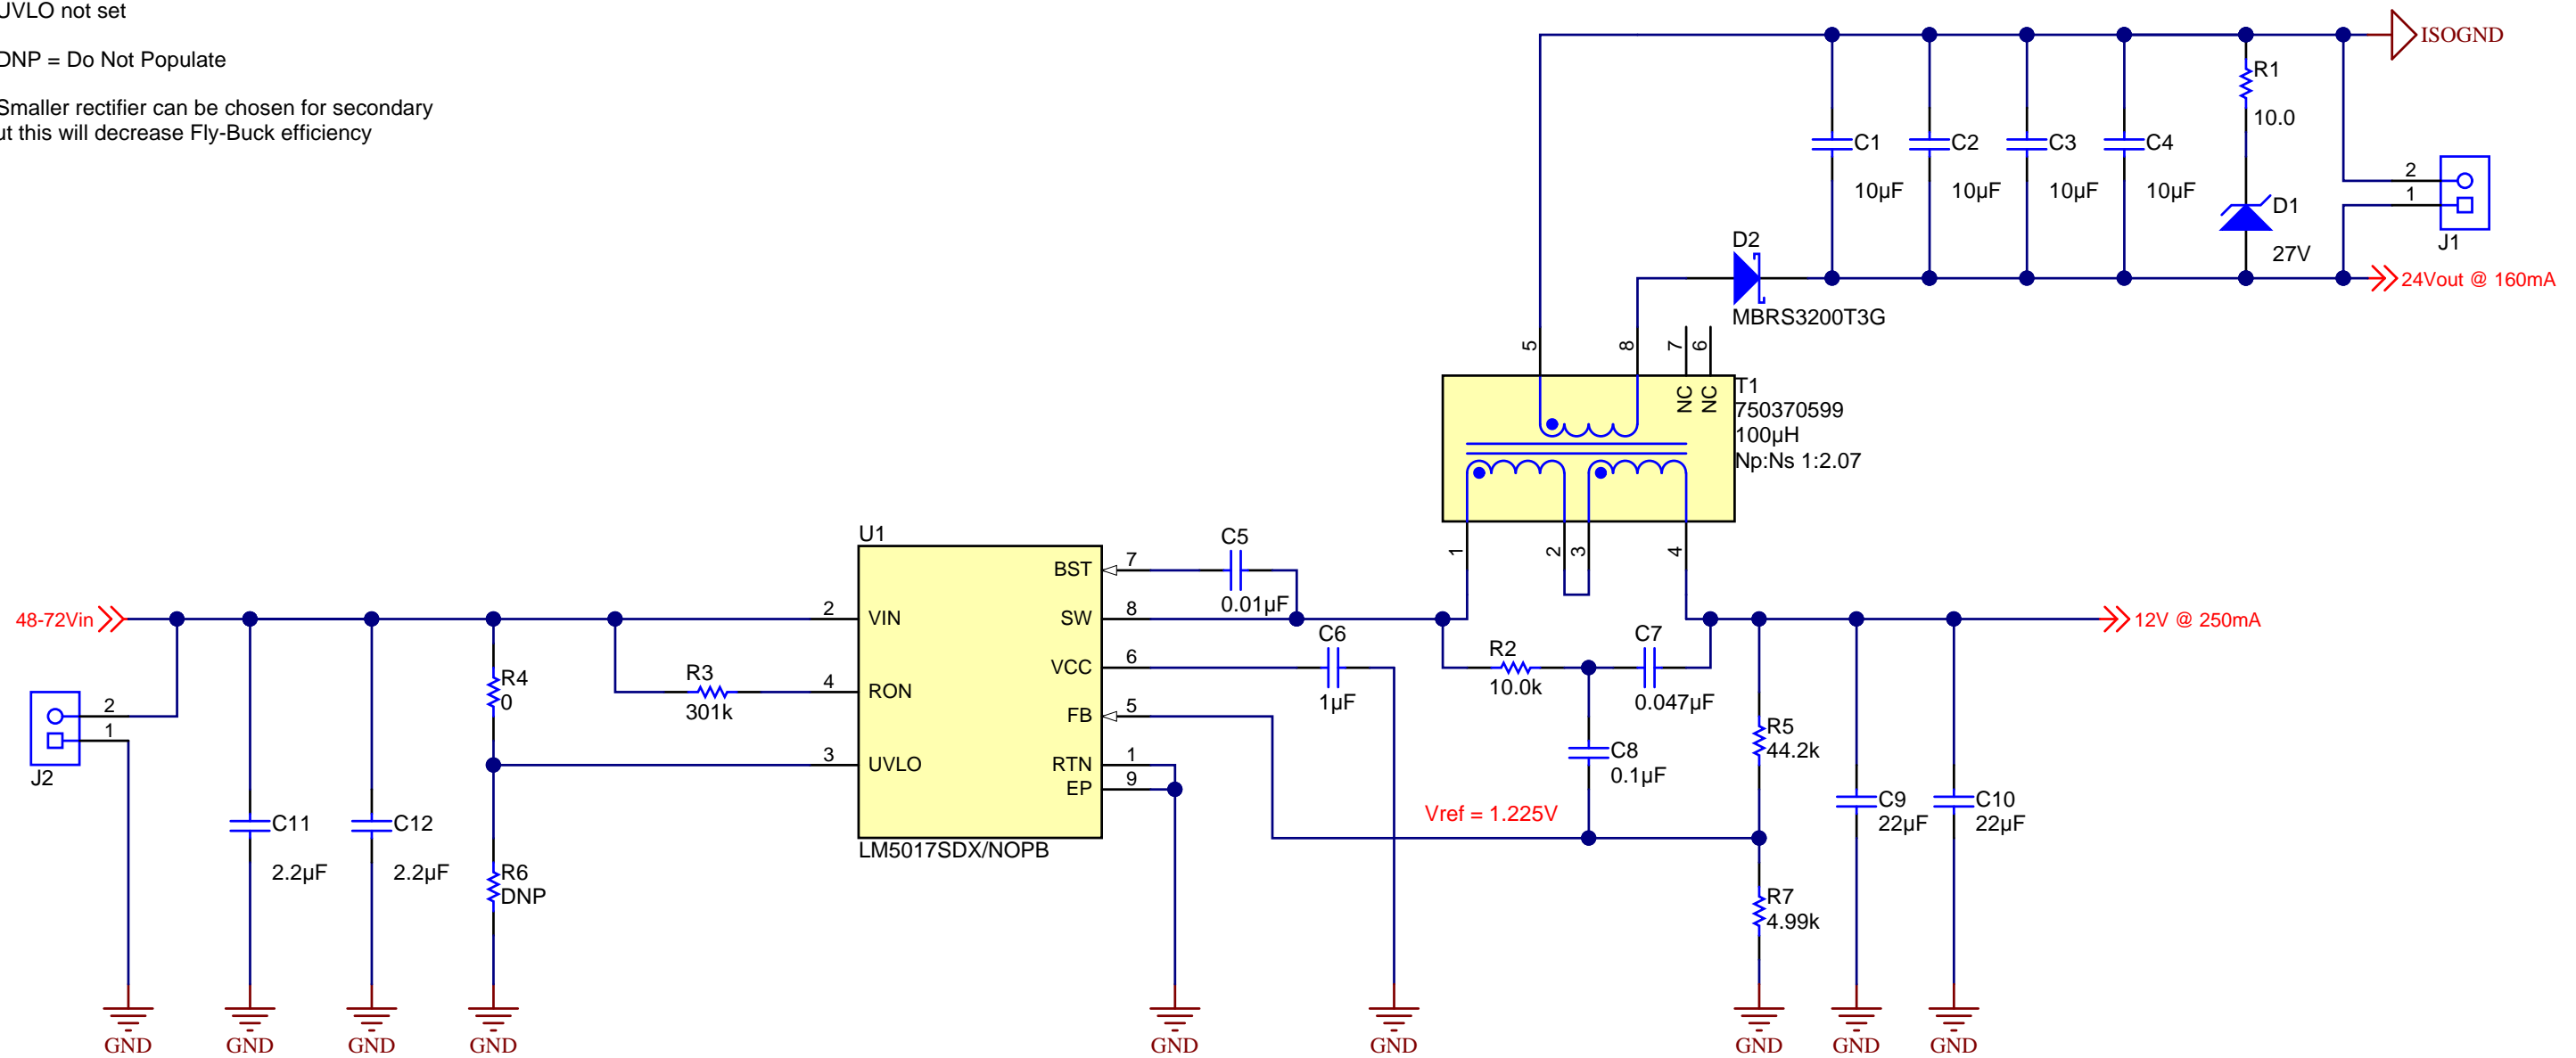 UVLO not set
DNP = Do Not Populate
Smaller rectifier can be chosen for secondary
ut this will decrease Fly-Buck efficiency
ISOGND
R1
10.0
C1
10µF
C2
10µF
C3
10µF
C4
10µF
2
1
J1
D1
27V
D2
MBRS3200T3G
24Vout @ 160mA
5
8
7
6
NC
NC
T1
750370599
100µH
Np:Ns 1:2.07
1
2
3
4
U1
BST
7
C5
0.01µF
48-72Vin
2
VIN
SW
8
12V @ 250mA
C6
1µF
R2
10.0k
C7
0.047µF
VCC
6
R4
0
R3
301k
4
RON
FB
5
2
1
J2
R5
44.2k
C8
0.1µF
3
UVLO
RTN
1
EP
9
Vref = 1.225V
C9
22µF
C10
22µF
C11
2.2µF
C12
2.2µF
LM5017SDX/NOPB
R6
DNP
R7
4.99k
GND
GND
GND
GND
GND
GND
GND
GND
GND